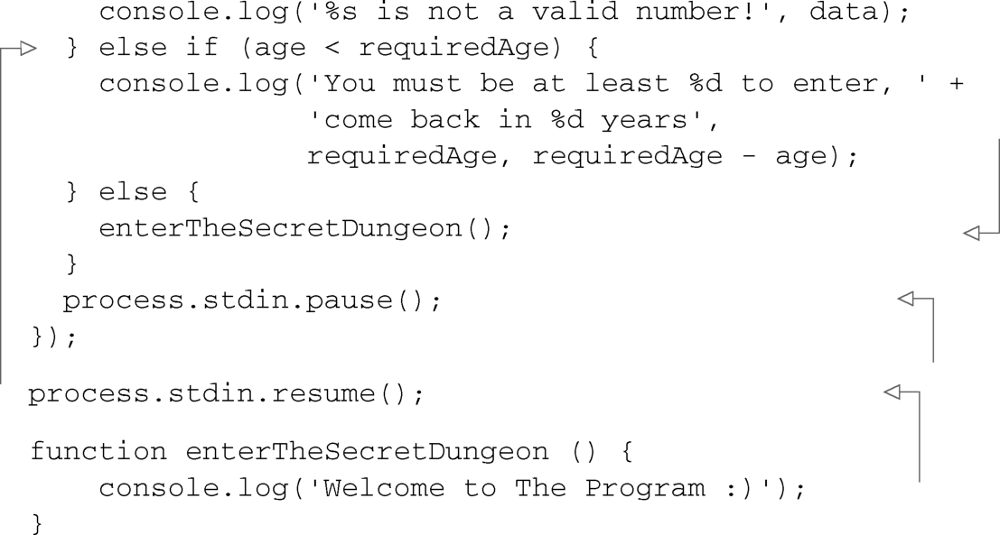 console.log('%s is not a valid number!', data);
  } else if (age < requiredAge) {
    console.log('You must be at least %d to enter, ' +
                'come back in %d years',
                requiredAge, requiredAge - age);
  } else {
    enterTheSecretDungeon();
  }
  process.stdin.pause();
});
process.stdin.resume();
function enterTheSecretDungeon () {
    console.log('Welcome to The Program :)');
}